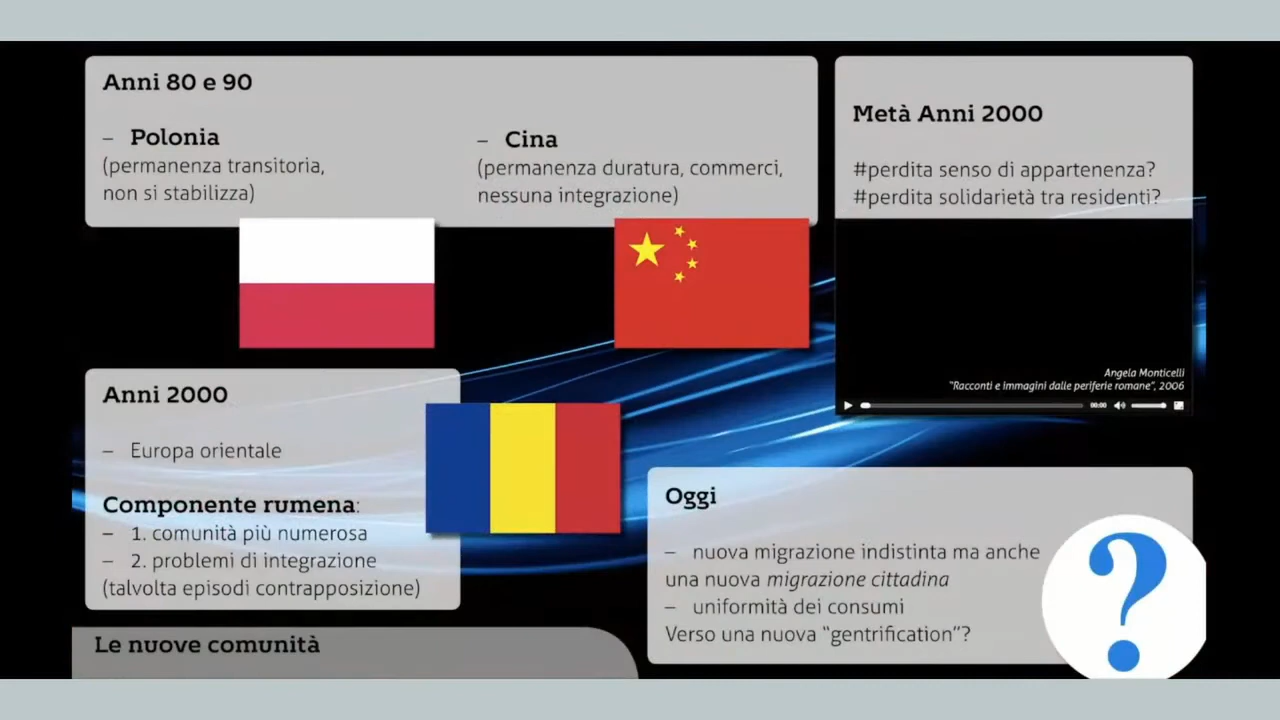 Anni 80 e 90
– Polonia
(permanenza transitoria,
non si stabilizza)
– Cina
(permanenza duratura, commerci,
nessuna integrazione)
Metà Anni 2000
#perdita senso di appartenenza?
#perdita solidarietà tra residenti?
Angela Monticelli
"Racconti e immagini dalle periferie romane", 2006
00:00
Anni 2000
– Europa orientale
Componente rumena:
– 1. comunità più numerosa
– 2. problemi di integrazione
(talvolta episodi contrapposizione)
Oggi
– nuova migrazione indistinta ma anche
una nuova migrazione cittadina
– uniformità dei consumi
Verso una nuova “gentrification”?
?
Le nuove comunità